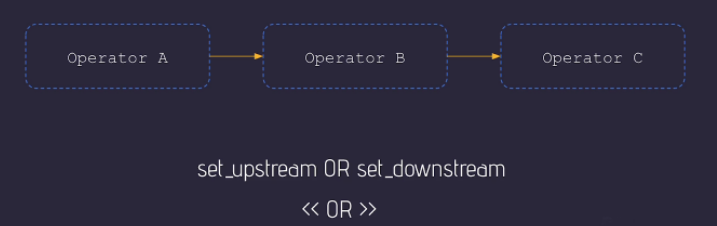 Operator A Operator B Operator C
set_upstream OR set_downstream
<< OR >>